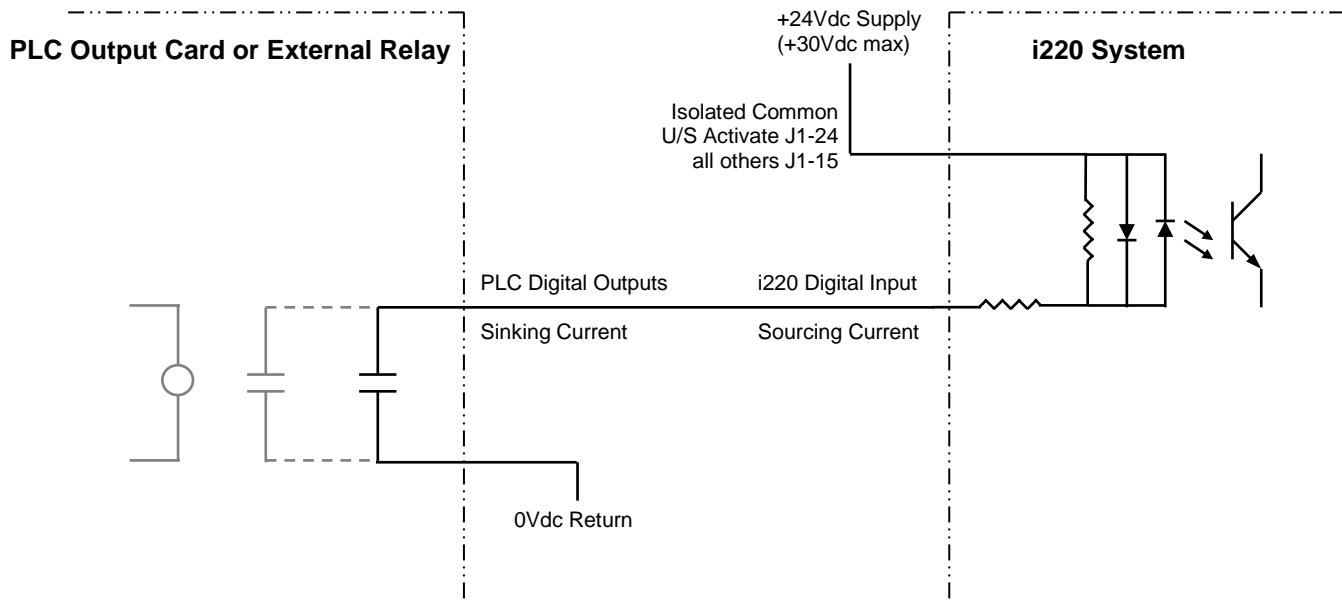 +24Vdc Supply
(+30Vdc max)
PLC Output Card or External Relay
i220 System
Isolated Common
U/S Activate J1-24
all others J1-15
PLC Digital Outputs
i220 Digital Input
Sinking Current
Sourcing Current
0Vdc Return